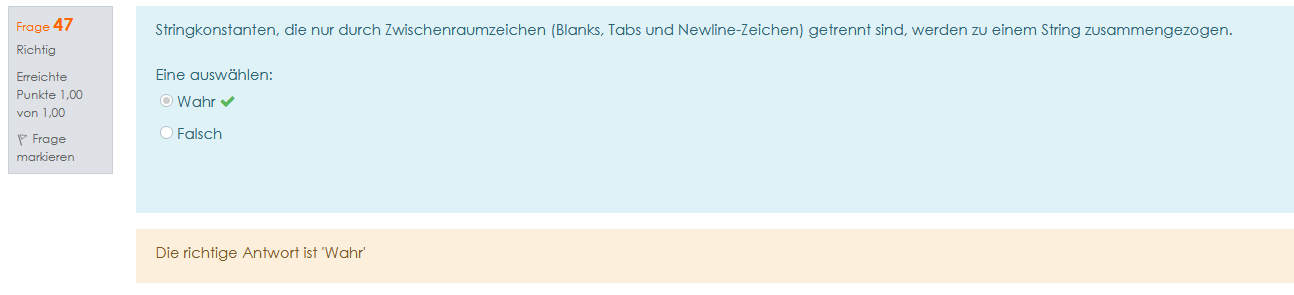 Frage 47
Richtig
Erreichte
Punkte 1,00
von 1,00
Frage
markieren
Stringkonstanten, die nur durch Zwischenraumzeichen (Blanks, Tabs und Newline-Zeichen) getrennt sind, werden zu einem String zusammengezogen.
Eine auswählen:
Wahr
Falsch
Die richtige Antwort ist 'Wahr'